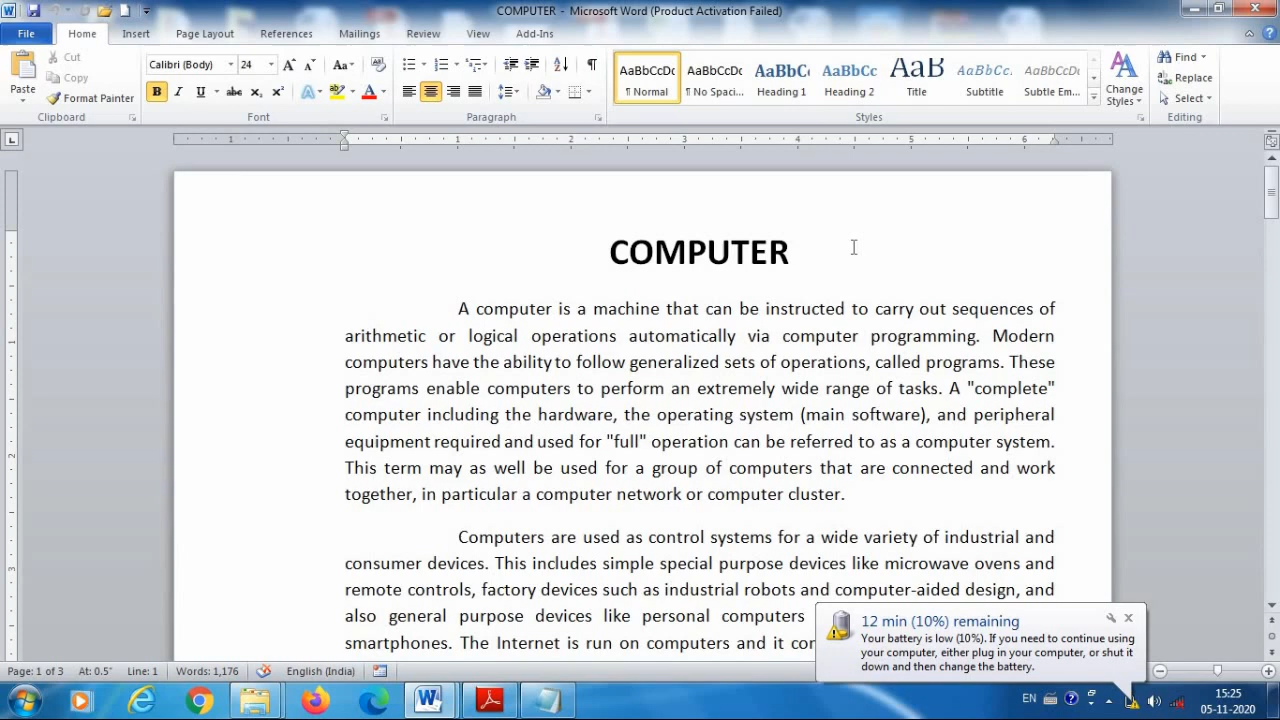 COMPUTER - Microsoft Word (Product Activation Failed)
File Home Insert Page Layout References Mailings Review View Add-Ins
Paste
Cut
Copy
Format Painter
Clipboard
Calibri (Body) 24
Font
Paragraph
AaBbCcDc AaBbCcDc AaBbCc AaBbCc AaB AaBbCc. AaBbCcDc
¶ Normal ¶ No Spaci... Heading 1 Heading 2 Title Subtitle Subtle Em...
Change Styles
Styles
Find
Replace
Select
Editing
1 1 2 3 4 5 6
1
2
3
COMPUTER
A computer is a machine that can be instructed to carry out sequences of
arithmetic or logical operations automatically via computer programming. Modern
computers have the ability to follow generalized sets of operations, called programs. These
programs enable computers to perform an extremely wide range of tasks. A "complete"
computer including the hardware, the operating system (main software), and peripheral
equipment required and used for "full" operation can be referred to as a computer system.
This term may as well be used for a group of computers that are connected and work
together, in particular a computer network or computer cluster.
Computers are used as control systems for a wide variety of industrial and
consumer devices. This includes simple special purpose devices like microwave ovens and
remote controls, factory devices such as industrial robots and computer-aided design, and
also general purpose devices like personal computers
smartphones. The Internet is run on computers and it
12 min (10%) remaining
Your battery is low (10%). If you need to continue using
your computer, either plug in your computer, or shut it
down and then change the battery.
Page: 1 of 3 At: 0.5" Line: 1 Words: 1,176 English (India)
EN
15:25
05-11-2020